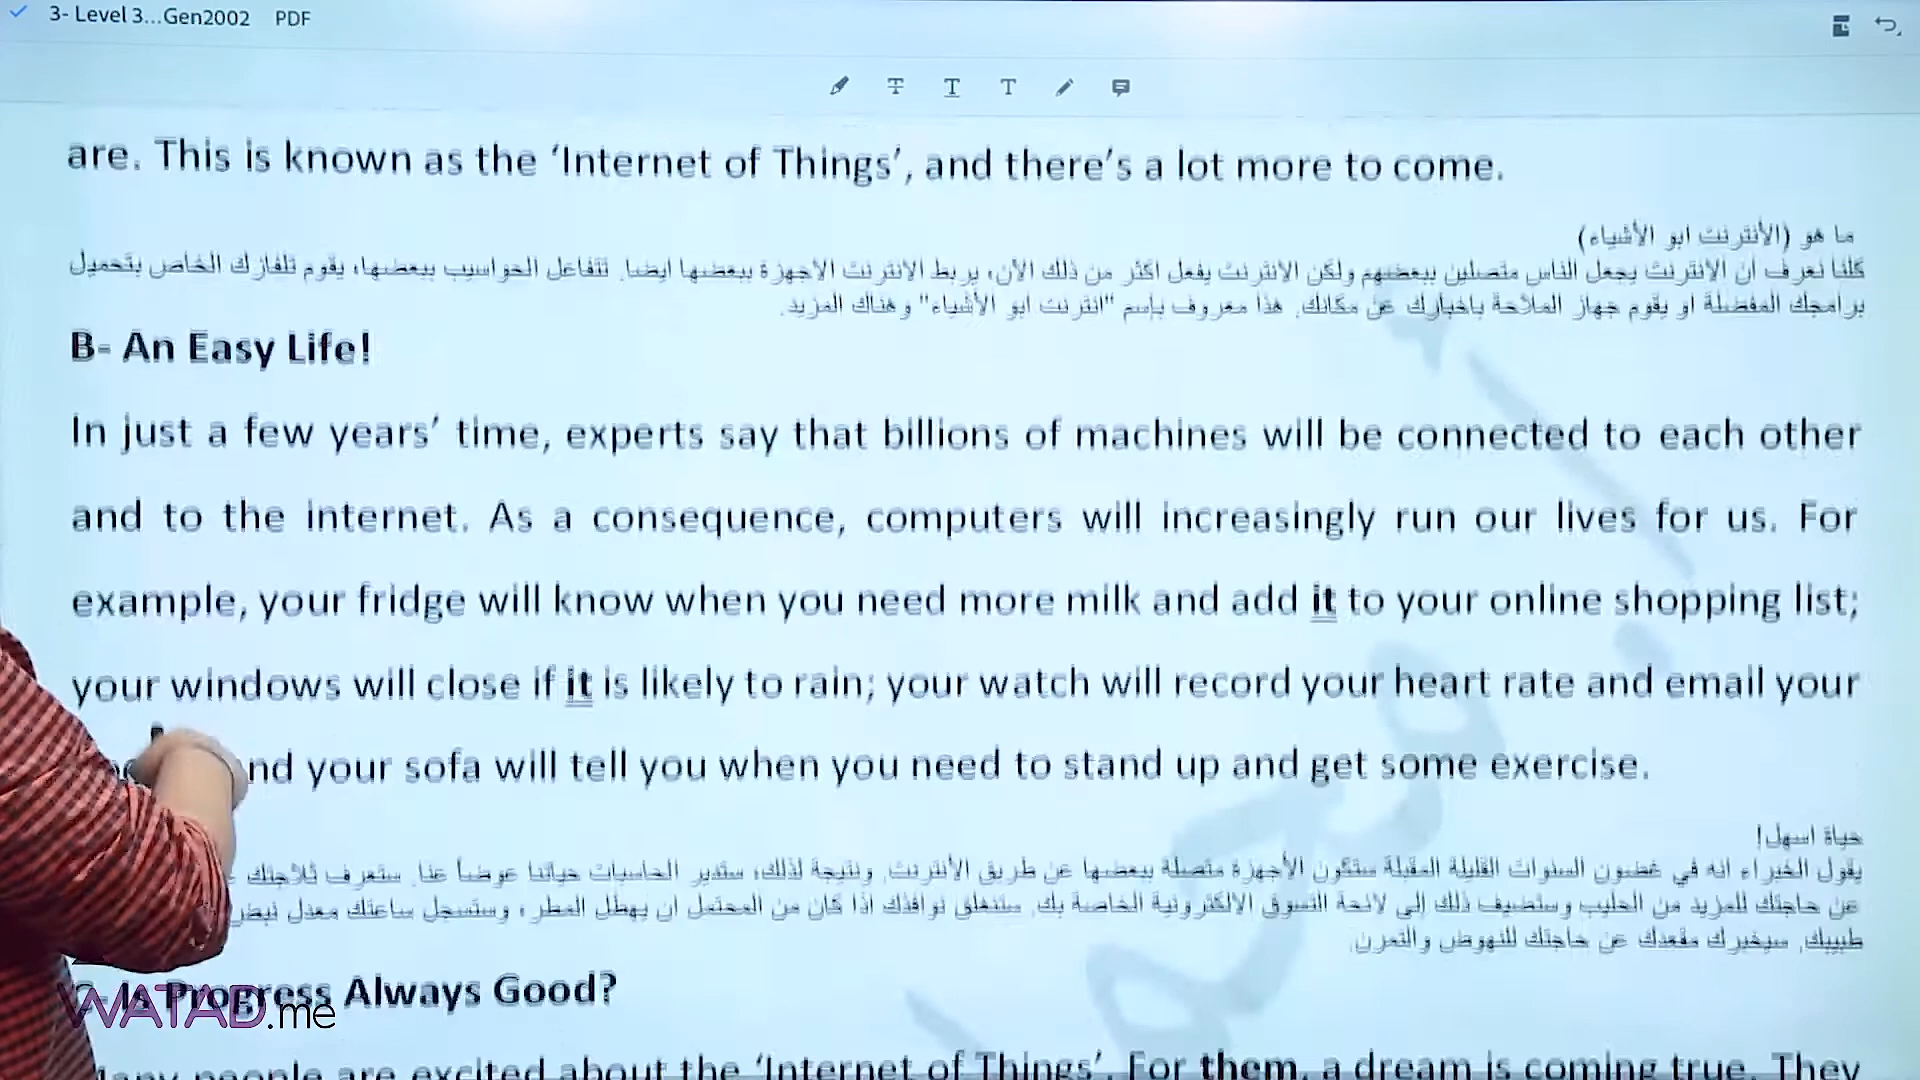 3- Level 3...Gen2002 PDF
are. This is known as the ‘Internet of Things’, and there’s a lot more to come.
ما هو (الأنترنت ابو الأشياء)
كلنا نعرف ان الانترنت يجعل الناس متصلين ببعضهم ولكن الانترنت يفعل اكثر من ذلك الآن، يربط الانترنت الاجهزة ببعضها ايضا. تتفاعل الحواسيب ببعضها، يقوم تلفازك الخاص بتحميل
برامجك المفضلة او يقوم جهاز الملاحة باخبارك عن مكانك. هذا معروف بإسم "انترنت ابو الأشياء" وهناك المزيد.
B- An Easy Life!
In just a few years’ time, experts say that billions of machines will be connected to each other
and to the internet. As a consequence, computers will increasingly run our lives for us. For
example, your fridge will know when you need more milk and add it to your online shopping list;
your windows will close if it is likely to rain; your watch will record your heart rate and email your
and your sofa will tell you when you need to stand up and get some exercise.
حياة اسهل!
يقول الخبراء انه في غضون السنوات القليلة المقبلة ستكون الأجهزة متصلة ببعضها عن طريق الأنترنت. ونتيجة لذلك، ستدير الحاسبات حياتنا عوضاً عنا. ستعرف ثلاجتك
عن حاجتك للمزيد من الحليب وستضيف ذلك إلى لائحة التسوق الالكترونية الخاصة بك. ستنغلق نوافذك اذا كان من المحتمل ان يهطل المطر، وستسجل ساعتك معدل نبض
طبيبك. سيخبرك مقعدك عن حاجتك للنهوض والتمرن.
C- Is Progress Always Good?
WATAD.me
Many people are excited about the ‘Internet of Things’. For them, a dream is coming true. They